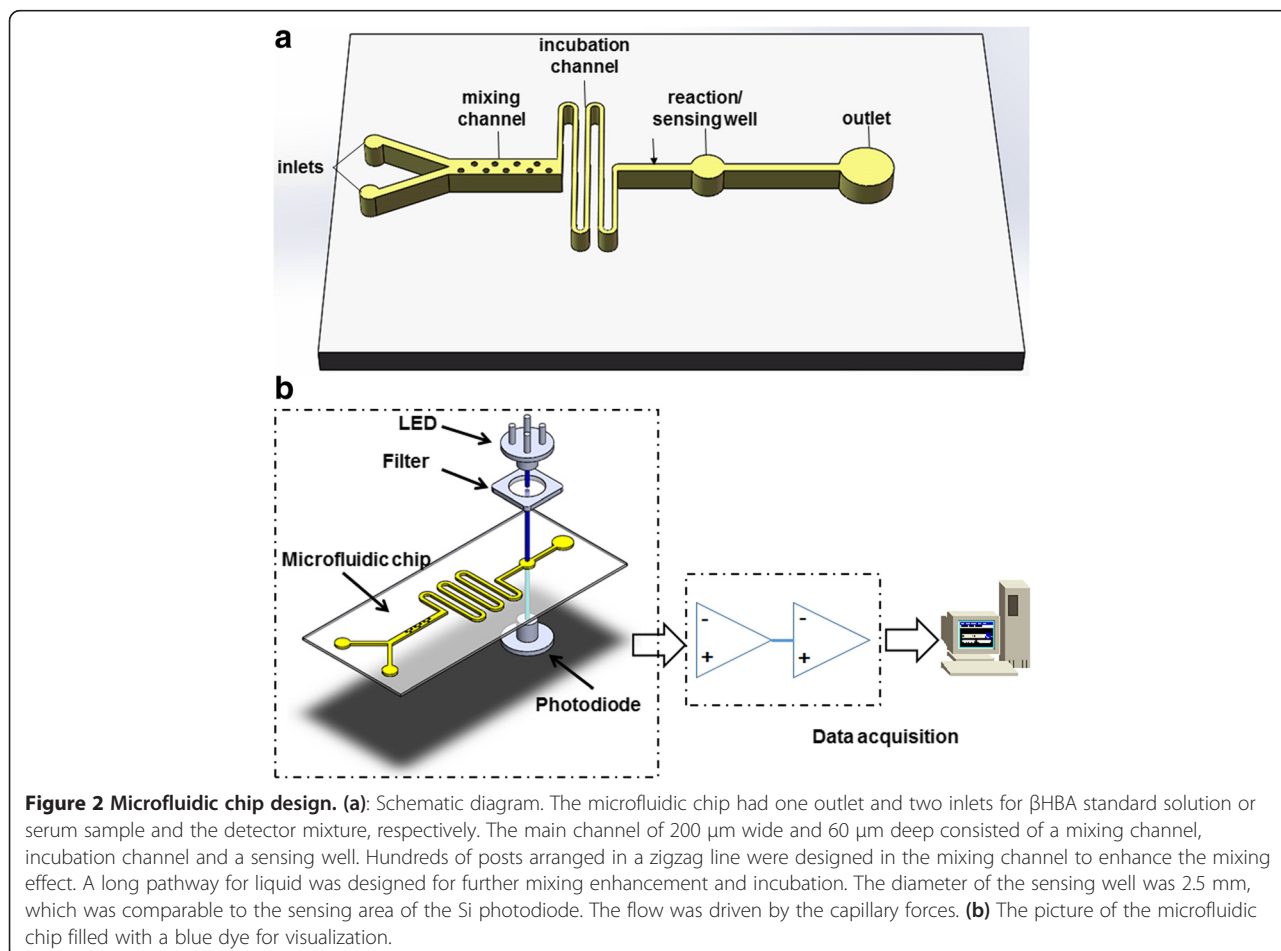 a
incubation
channel
mixing
channel
reaction/
sensing well
outlet
inlets
b
LED
Filter
Microfluidic chip
Photodiode
-
+
-
+
Data acquisition
Figure 2 Microfluidic chip design. (a): Schematic diagram. The microfluidic chip had one outlet and two inlets for βHBA standard solution or
serum sample and the detector mixture, respectively. The main channel of 200 μm wide and 60 μm deep consisted of a mixing channel,
incubation channel and a sensing well. Hundreds of posts arranged in a zigzag line were designed in the mixing channel to enhance the mixing
effect. A long pathway for liquid was designed for further mixing enhancement and incubation. The diameter of the sensing well was 2.5 mm,
which was comparable to the sensing area of the Si photodiode. The flow was driven by the capillary forces. (b) The picture of the microfluidic
chip filled with a blue dye for visualization.